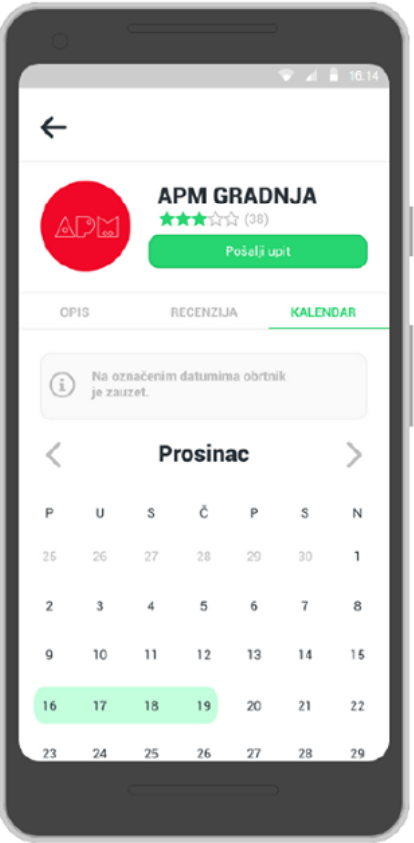 16:14
APM
APM GRADNJA
(38)
Pošalji upit
OPIS RECENZIJA KALENDAR
Na označenim datumima obrtnik
je zauzet.
Prosinac
P U S Č P S N
25 26 27 28 29 30 1
2 3 4 5 6 7 8
9 10 11 12 13 14 15
16 17 18 19 20 21 22
23 24 25 26 27 28 29